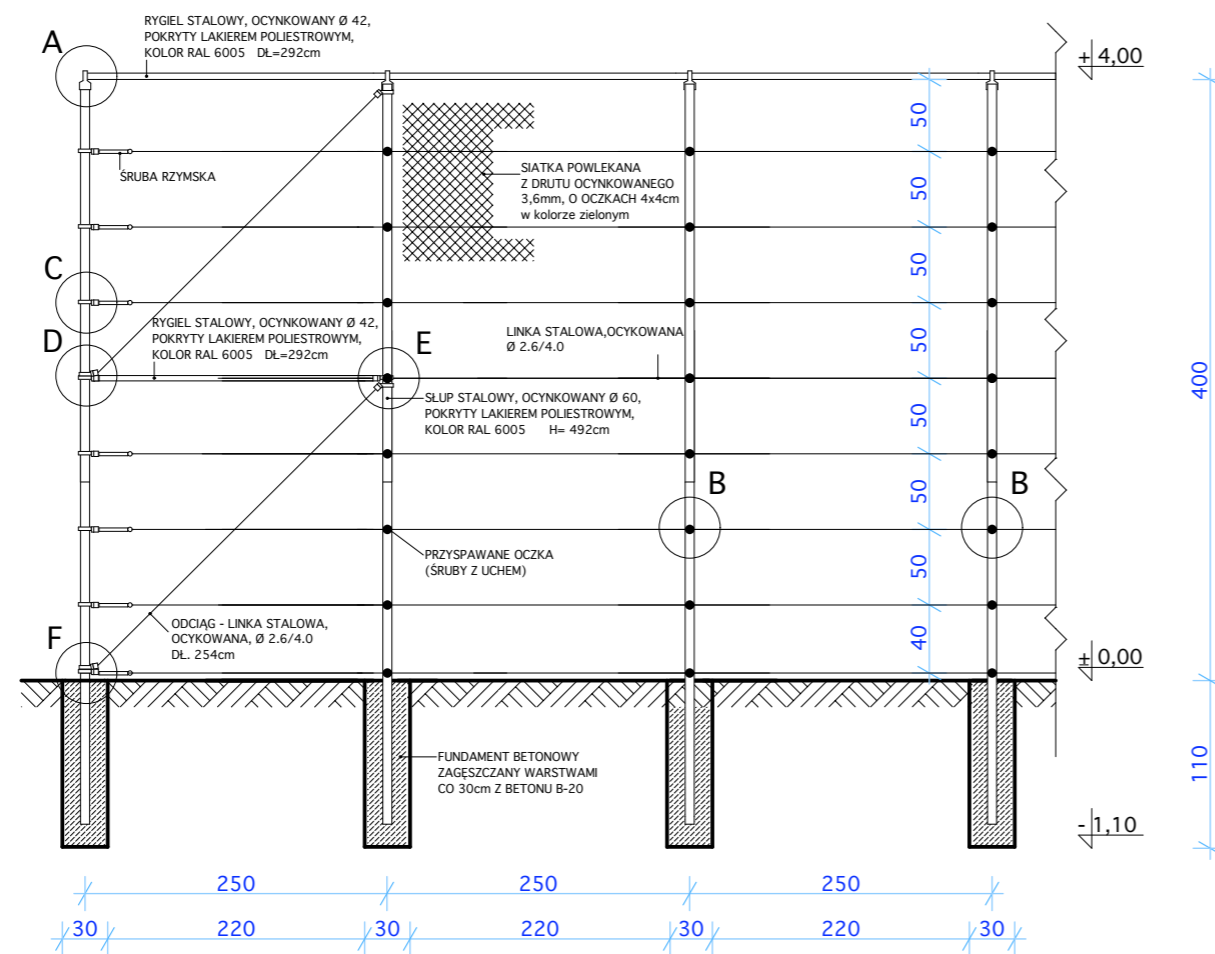 RYGIEL STALOWY, OCYNKOWANY Ø 42,
POKRYTY LAKIEREM POLIESTROWYM,
KOLOR RAL 6005 DŁ=292cm
A
+ 4,00
50
ŚRUBA RZYMSKA
SIATKA POWLEKANA
Z DRUTU OCYNKOWANEGO
3,6mm, O OCZKACH 4x4cm
w kolorze zielonym
50
C
50
RYGIEL STALOWY, OCYNKOWANY Ø 42,
POKRYTY LAKIEREM POLIESTROWYM,
KOLOR RAL 6005 DŁ=292cm
D
E
LINKA STALOWA,OCYKOWANA
Ø 2.6/4.0
50
400
SŁUP STALOWY, OCYNKOWANY Ø 60,
POKRYTY LAKIEREM POLIESTROWYM,
KOLOR RAL 6005 H= 492cm
50
B
B
50
PRZYSPAWANE OCZKA
(ŚRUBY Z UCHEM)
50
ODCIĄG - LINKA STALOWA,
OCYKOWANA, Ø 2.6/4.0
DŁ. 254cm
F
40
± 0,00
FUNDAMENT BETONOWY
ZAGĘSZCZANY WARSTWAMI
CO 30cm Z BETONU B-20
110
- 1,10
250 250 250
30 220 30 220 30 220 30